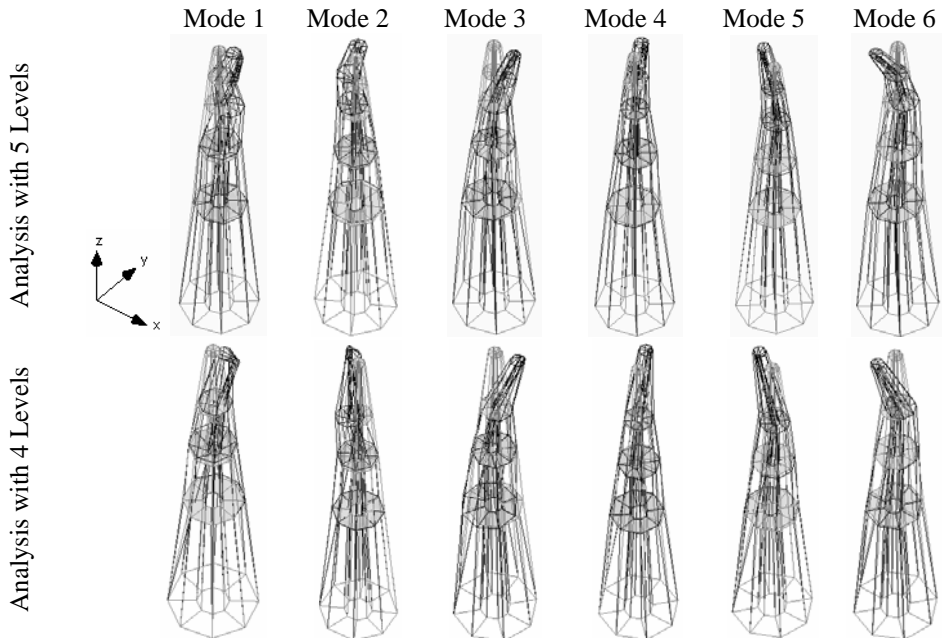 Mode 1 Mode 2 Mode 3 Mode 4 Mode 5 Mode 6
Analysis with 5 Levels
z
y
x
Analysis with 4 Levels